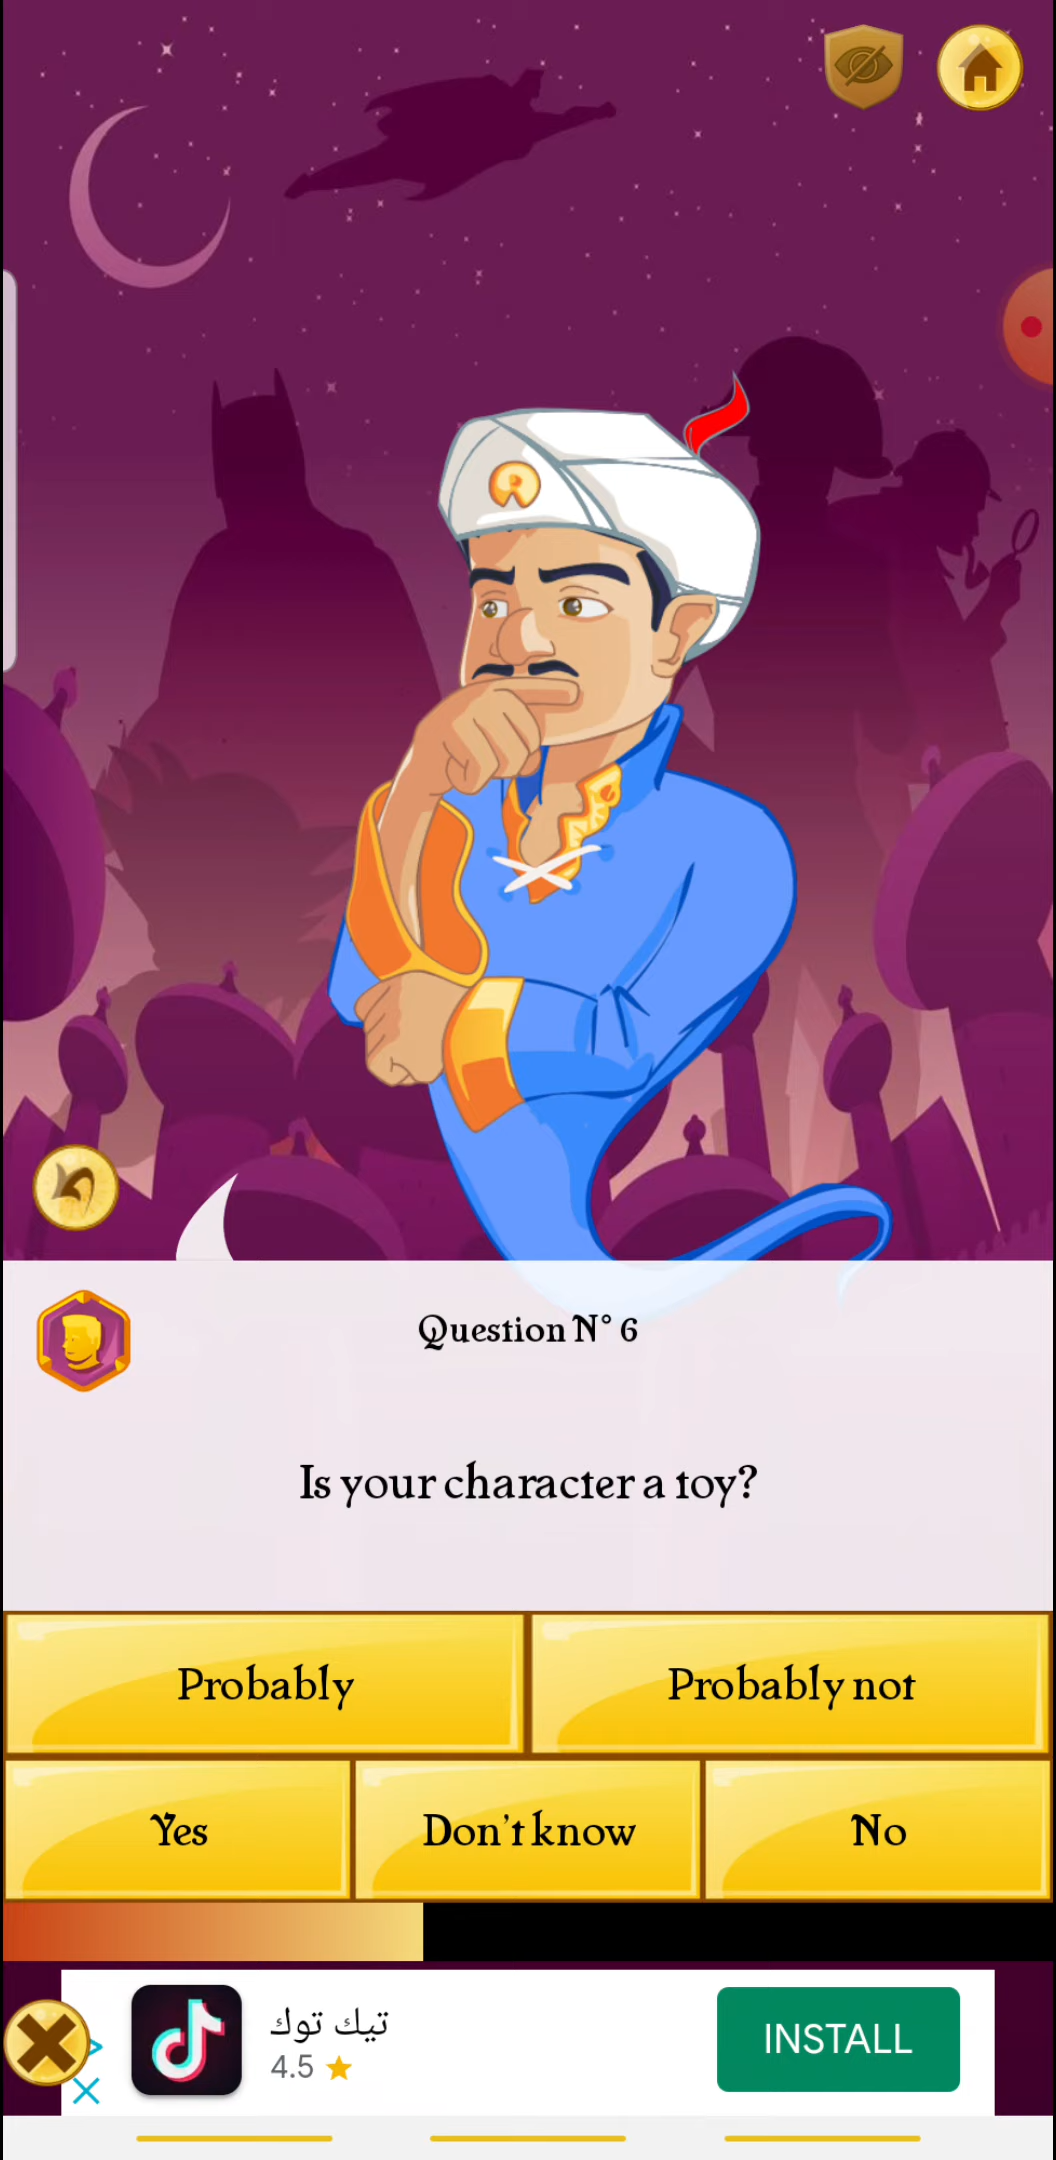 Question N° 6
Is your character a toy?
Probably
Probably not
Yes
Don't know
No
تيك توك
4.5
INSTALL